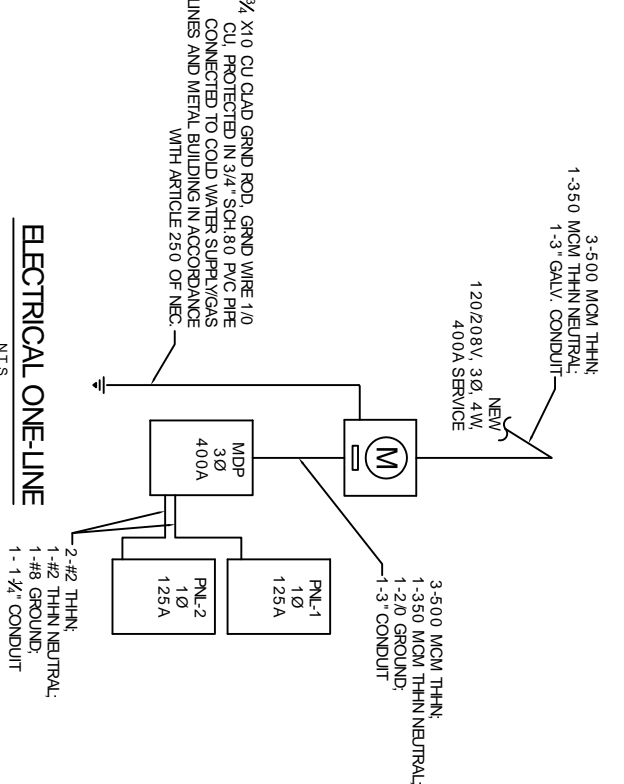 3-500 MCM THHN;
1-350 MCM THHN NEUTRAL;
1-3" GALV. CONDUIT
NEW
120/208V, 3Ø, 4W,
400A SERVICE
M
3-500 MCM THHN;
1-350 MCM THHN NEUTRAL;
1-2/0 GROUND;
1-3" CONDUIT
MDP
3Ø
400A
PNL-1
1Ø
125A
PNL-2
1Ø
125A
2-#2 THHN;
1-#2 THHN NEUTRAL;
1-#8 GROUND;
1- 1 ¼" CONDUIT
¾ X10 CU CLAD GRND ROD, GRND WIRE 1/0
CU, PROTECTED IN 3/4" SCH.80 PVC PIPE
CONNECTED TO COLD WATER SUPPLY/GAS
LINES AND METAL BUILDING IN ACCORDANCE
WITH ARTICLE 250 OF NEC.
ELECTRICAL ONE-LINE
N.T.S.